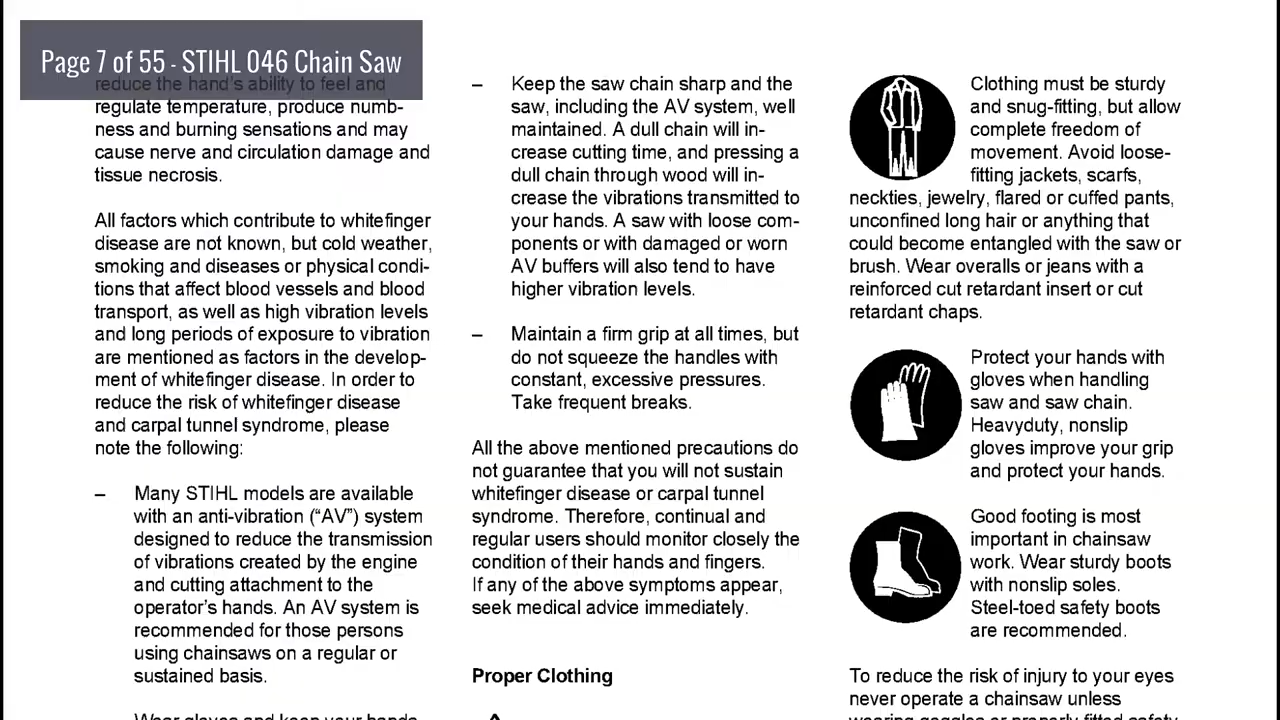 Page 7 of 55 - STIHL 046 Chain Saw
reduce the hand's ability to feel and
regulate temperature, produce numb-
ness and burning sensations and may
cause nerve and circulation damage and
tissue necrosis.
All factors which contribute to whitefinger
disease are not known, but cold weather,
smoking and diseases or physical condi-
tions that affect blood vessels and blood
transport, as well as high vibration levels
and long periods of exposure to vibration
are mentioned as factors in the develop-
ment of whitefinger disease. In order to
reduce the risk of whitefinger disease
and carpal tunnel syndrome, please
note the following:
– Many STIHL models are available
with an anti-vibration (“AV”) system
designed to reduce the transmission
of vibrations created by the engine
and cutting attachment to the
operator’s hands. An AV system is
recommended for those persons
using chainsaws on a regular or
sustained basis.
Wear gloves and keep your hands
– Keep the saw chain sharp and the
saw, including the AV system, well
maintained. A dull chain will in-
crease cutting time, and pressing a
dull chain through wood will in-
crease the vibrations transmitted to
your hands. A saw with loose com-
ponents or with damaged or worn
AV buffers will also tend to have
higher vibration levels.
– Maintain a firm grip at all times, but
do not squeeze the handles with
constant, excessive pressures.
Take frequent breaks.
All the above mentioned precautions do
not guarantee that you will not sustain
whitefinger disease or carpal tunnel
syndrome. Therefore, continual and
regular users should monitor closely the
condition of their hands and fingers.
If any of the above symptoms appear,
seek medical advice immediately.
Proper Clothing
Clothing must be sturdy
and snug-fitting, but allow
complete freedom of
movement. Avoid loose-
fitting jackets, scarfs,
neckties, jewelry, flared or cuffed pants,
unconfined long hair or anything that
could become entangled with the saw or
brush. Wear overalls or jeans with a
reinforced cut retardant insert or cut
retardant chaps.
Protect your hands with
gloves when handling
saw and saw chain.
Heavyduty, nonslip
gloves improve your grip
and protect your hands.
Good footing is most
important in chainsaw
work. Wear sturdy boots
with nonslip soles.
Steel-toed safety boots
are recommended.
To reduce the risk of injury to your eyes
never operate a chainsaw unless
wearing goggles or properly fitted safety